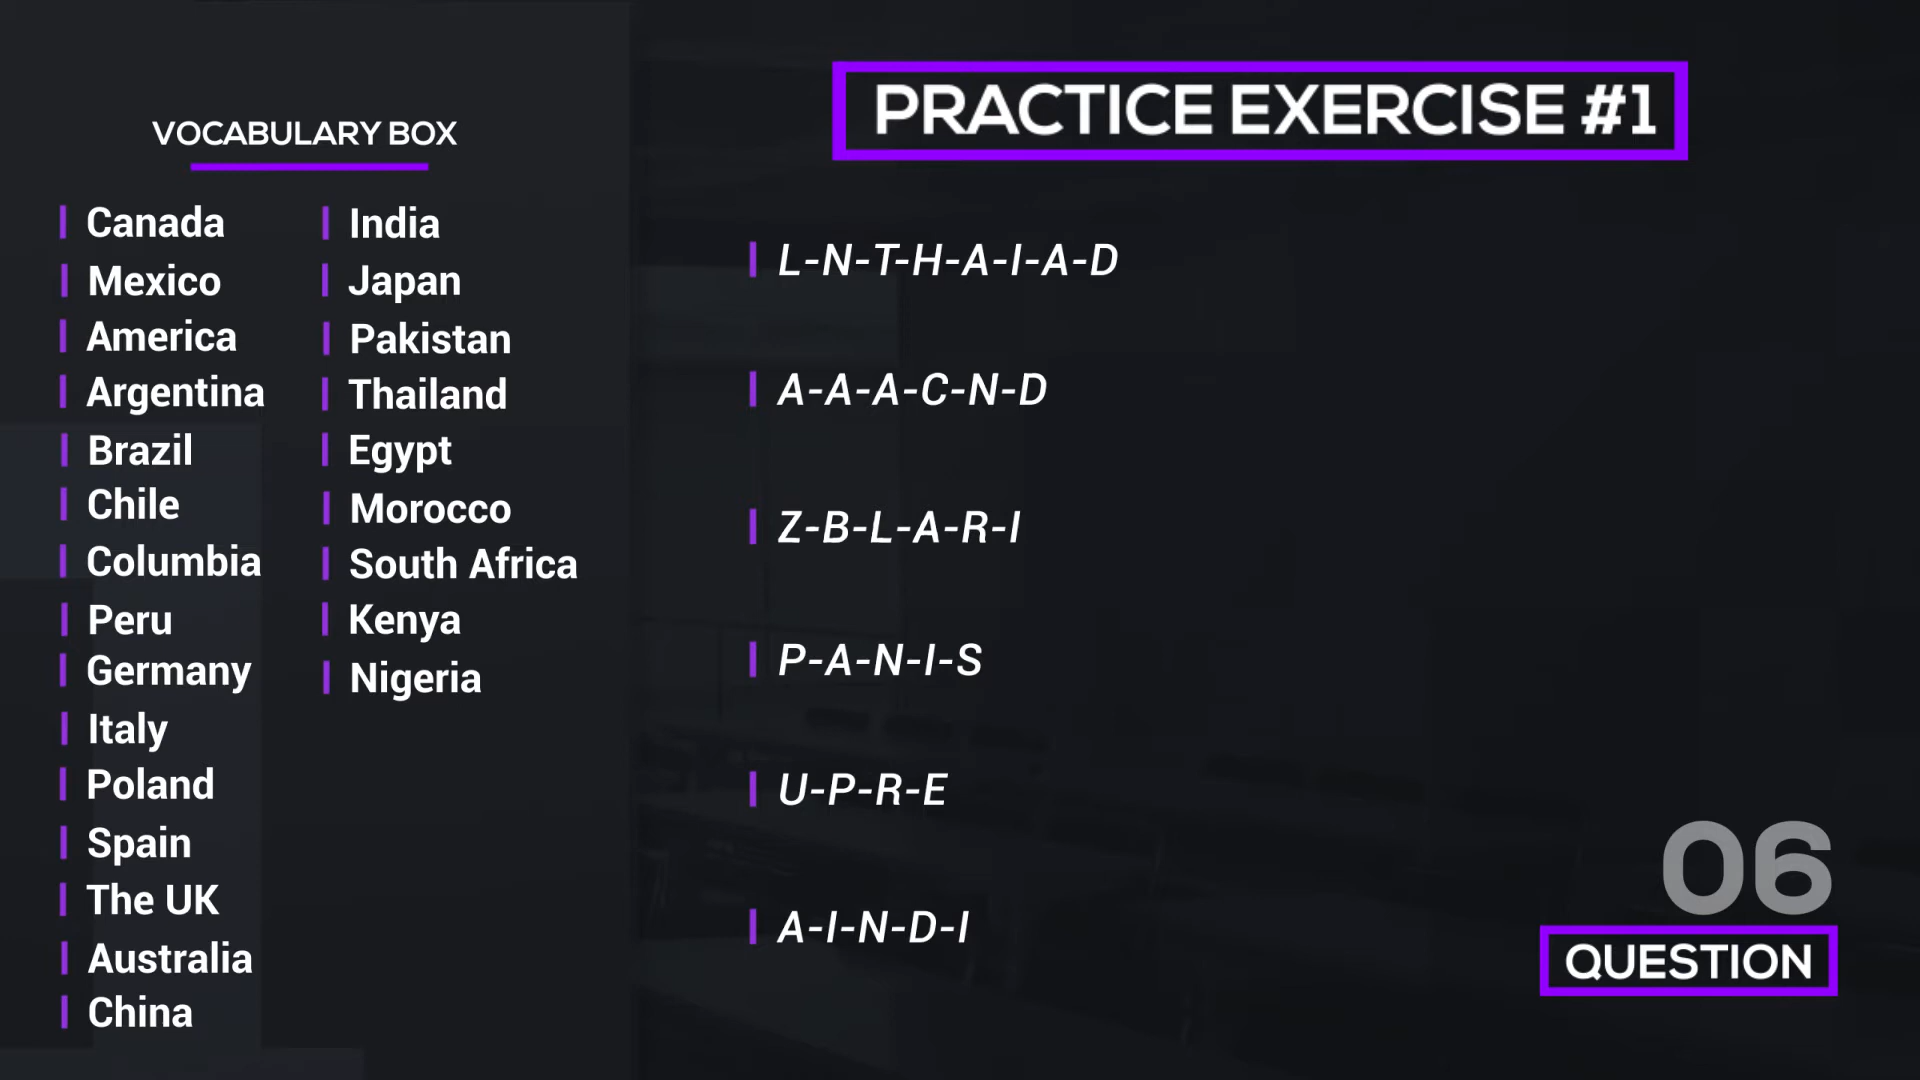 VOCABULARY BOX
Canada
Mexico
America
Argentina
Brazil
Chile
Columbia
Peru
Germany
Italy
Poland
Spain
The UK
Australia
China
India
Japan
Pakistan
Thailand
Egypt
Morocco
South Africa
Kenya
Nigeria
PRACTICE EXERCISE #1
L-N-T-H-A-I-A-D
A-A-A-C-N-D
Z-B-L-A-R-I
P-A-N-I-S
U-P-R-E
A-I-N-D-I
06
QUESTION